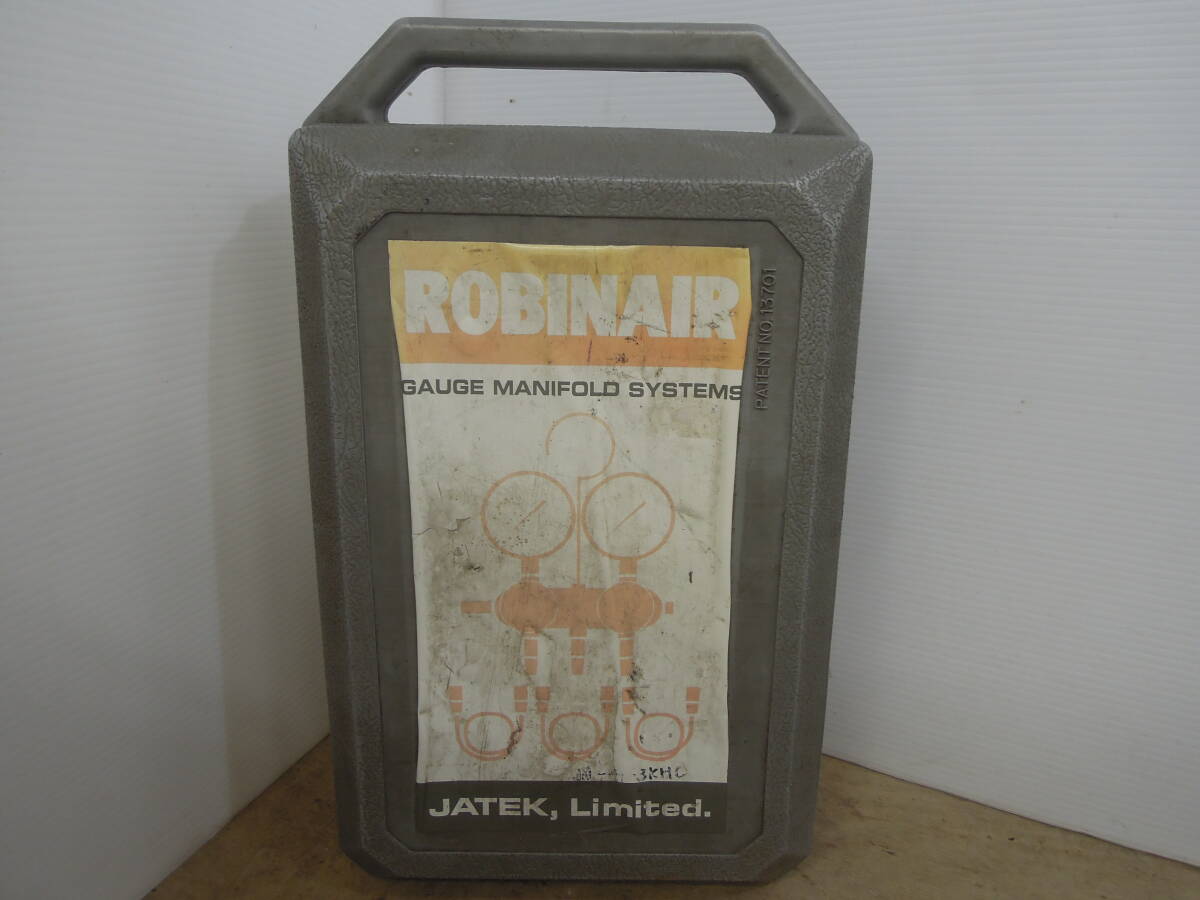 ROBINAIR
GAUGE MANIFOLD SYSTEMS
PATENT NO. 13701
JATEK, Limited.